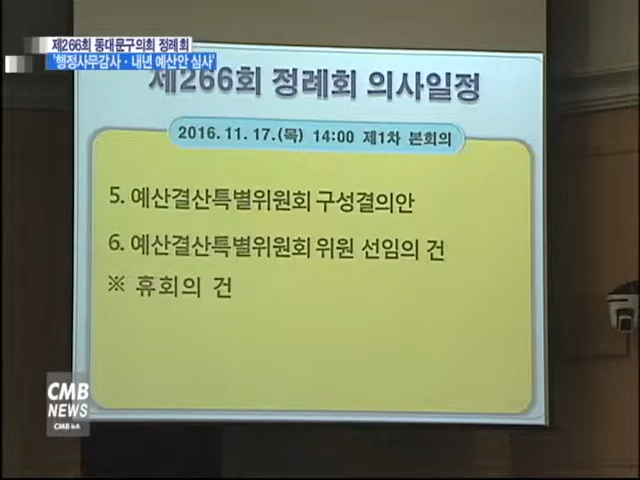 제266회 동대문구의회 정례회
'행정사무감사·내년 예산안 심사'
제266회 정례회 의사일정
2016. 11. 17.(목) 14:00 제1차 본회의
5. 예산결산특별위원회 구성결의안
6. 예산결산특별위원회 위원 선임의 건
※ 휴회의 건
CMB
NEWS
CMB 뉴스